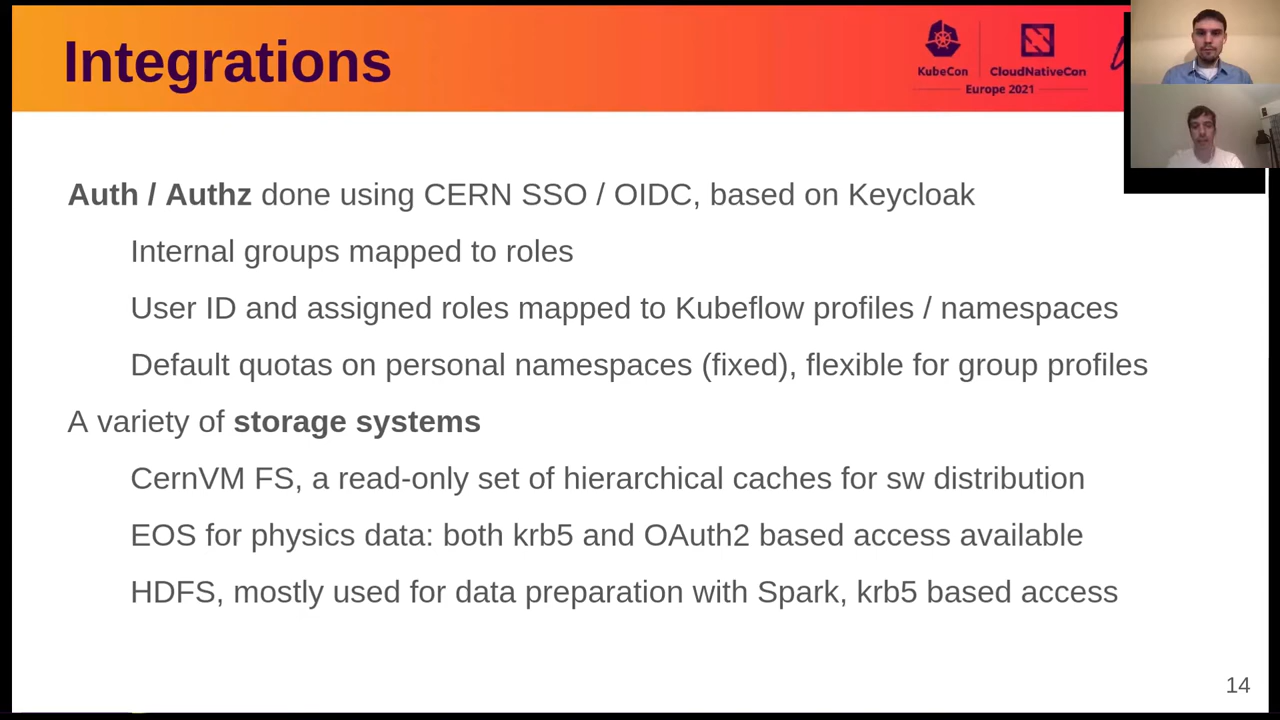 Integrations
KubeCon
CloudNativeCon
Europe 2021
Auth / Authz done using CERN SSO / OIDC, based on Keycloak
Internal groups mapped to roles
User ID and assigned roles mapped to Kubeflow profiles / namespaces
Default quotas on personal namespaces (fixed), flexible for group profiles
A variety of storage systems
CernVM FS, a read-only set of hierarchical caches for sw distribution
EOS for physics data: both krb5 and OAuth2 based access available
HDFS, mostly used for data preparation with Spark, krb5 based access
14